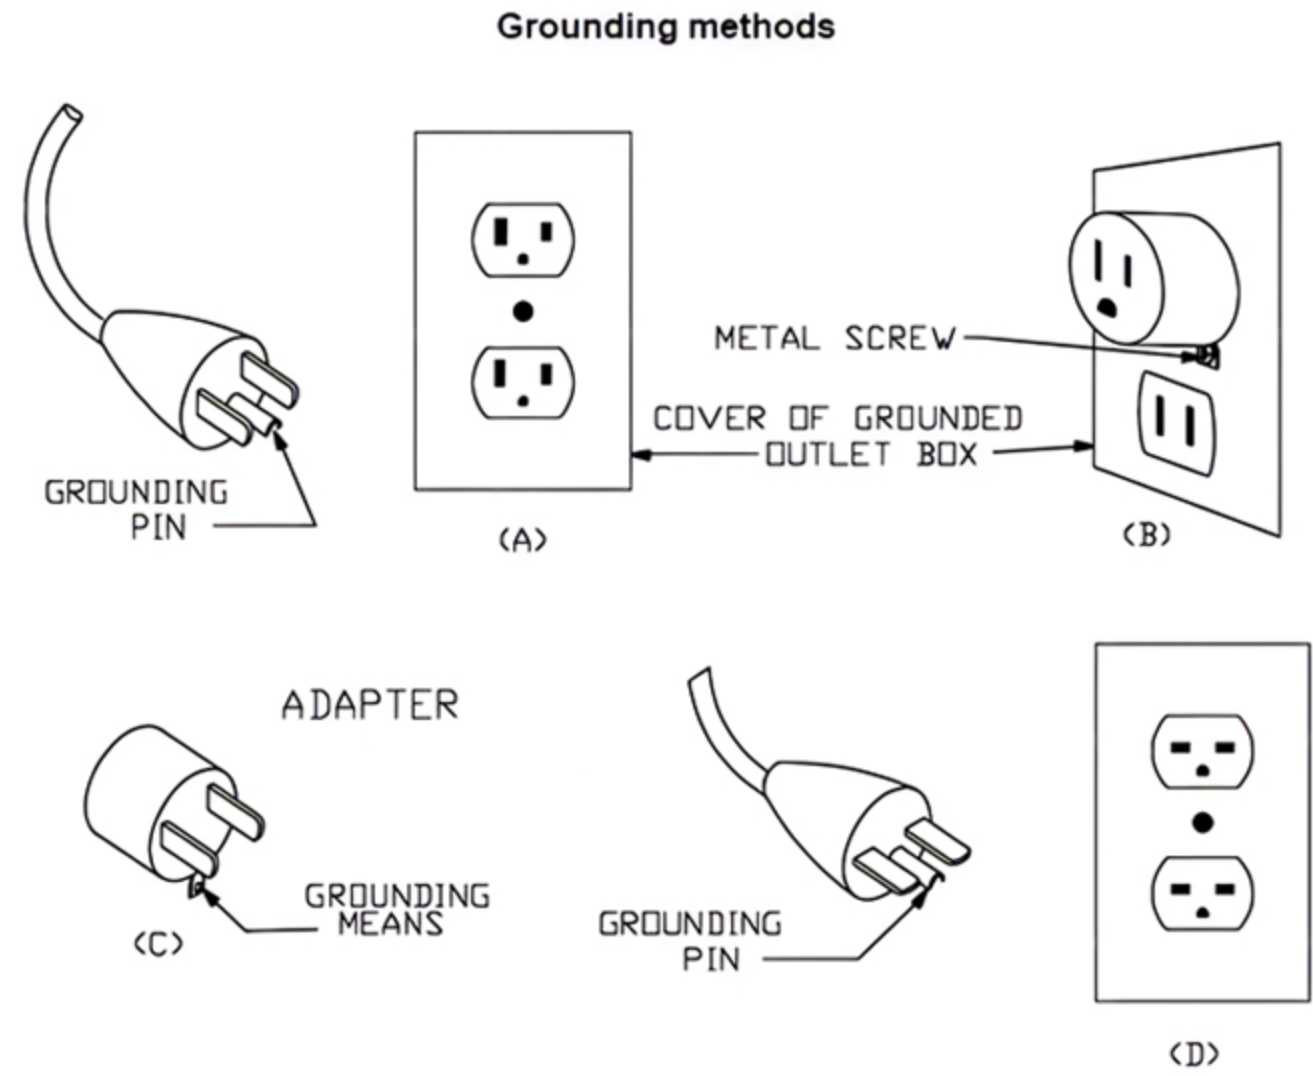 Grounding methods
METAL SCREW
COVER OF GROUNDED
OUTLET BOX
GROUNDING
PIN
(A)
(B)
ADAPTER
GROUNDING
MEANS
(C)
GROUNDING
PIN
(D)